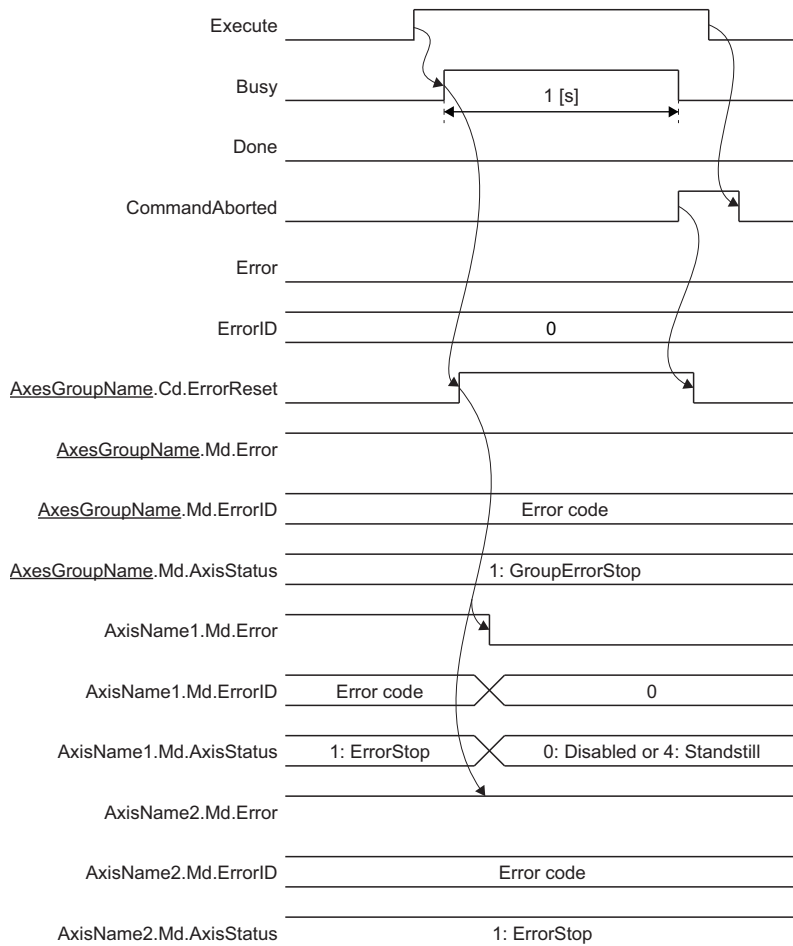 Execute
Busy
1 [s]
Done
CommandAborted
Error
ErrorID
0
AxesGroupName.Cd.ErrorReset
AxesGroupName.Md.Error
AxesGroupName.Md.ErrorID
Error code
AxesGroupName.Md.AxisStatus
1: GroupErrorStop
AxisName1.Md.Error
AxisName1.Md.ErrorID
Error code
0
AxisName1.Md.AxisStatus
1: ErrorStop
0: Disabled or 4: Standstill
AxisName2.Md.Error
AxisName2.Md.ErrorID
Error code
AxisName2.Md.AxisStatus
1: ErrorStop